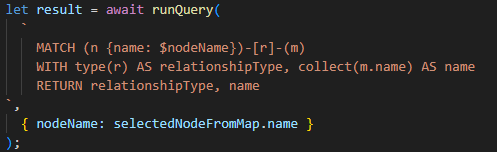 let result = await runQuery(
  `
    MATCH (n {name: $nodeName})-[r]-(m)
    WITH type(r) AS relationshipType, collect(m.name) AS name
    RETURN relationshipType, name
`,
  { nodeName: selectedNodeFromMap.name }
);